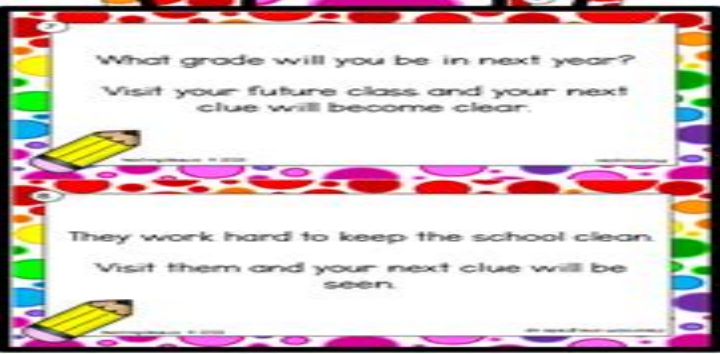 What grade will you be in next year?
Visit your future class and your next
clue will become clear.
They work hard to keep the school clean.
Visit them and your next clue will be
seen.